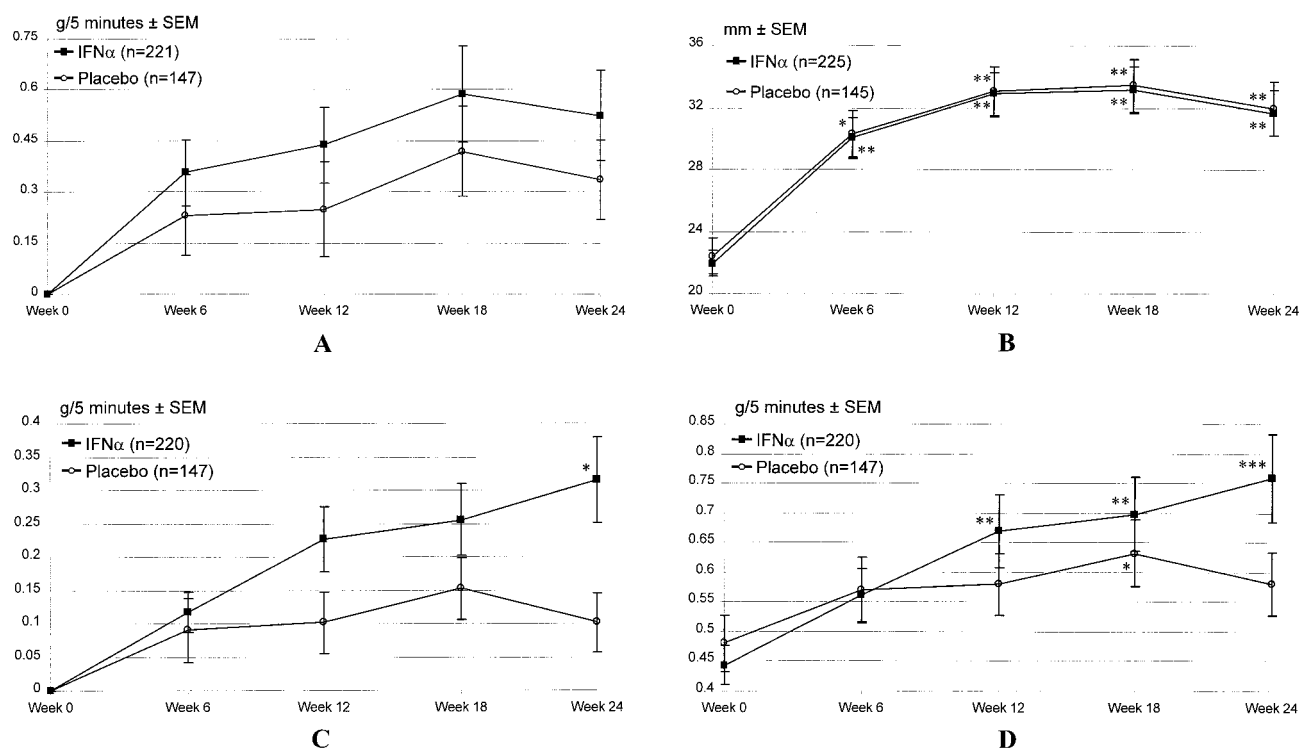 g/5 minutes ± SEM
0.75
IFNα (n=221)
Placebo (n=147)
0.6
0.45
0.3
0.15
0
Week 0 Week 6 Week 12 Week 18 Week 24
A
mm ± SEM
36
IFNα (n=225)
Placebo (n=145)
32
28
24
20
* ** ** **
** ** ** **
Week 0 Week 6 Week 12 Week 18 Week 24
B
g/5 minutes ± SEM
0.4
IFNα (n=220)
Placebo (n=147)
0.35
0.3
0.25
0.2
0.15
0.1
0.05
0
*
Week 0 Week 6 Week 12 Week 18 Week 24
C
g/5 minutes ± SEM
0.85
IFNα (n=220)
Placebo (n=147)
0.8
0.75
0.7
0.65
0.6
0.55
0.5
0.45
0.4
** ** ***
*
Week 0 Week 6 Week 12 Week 18 Week 24
D